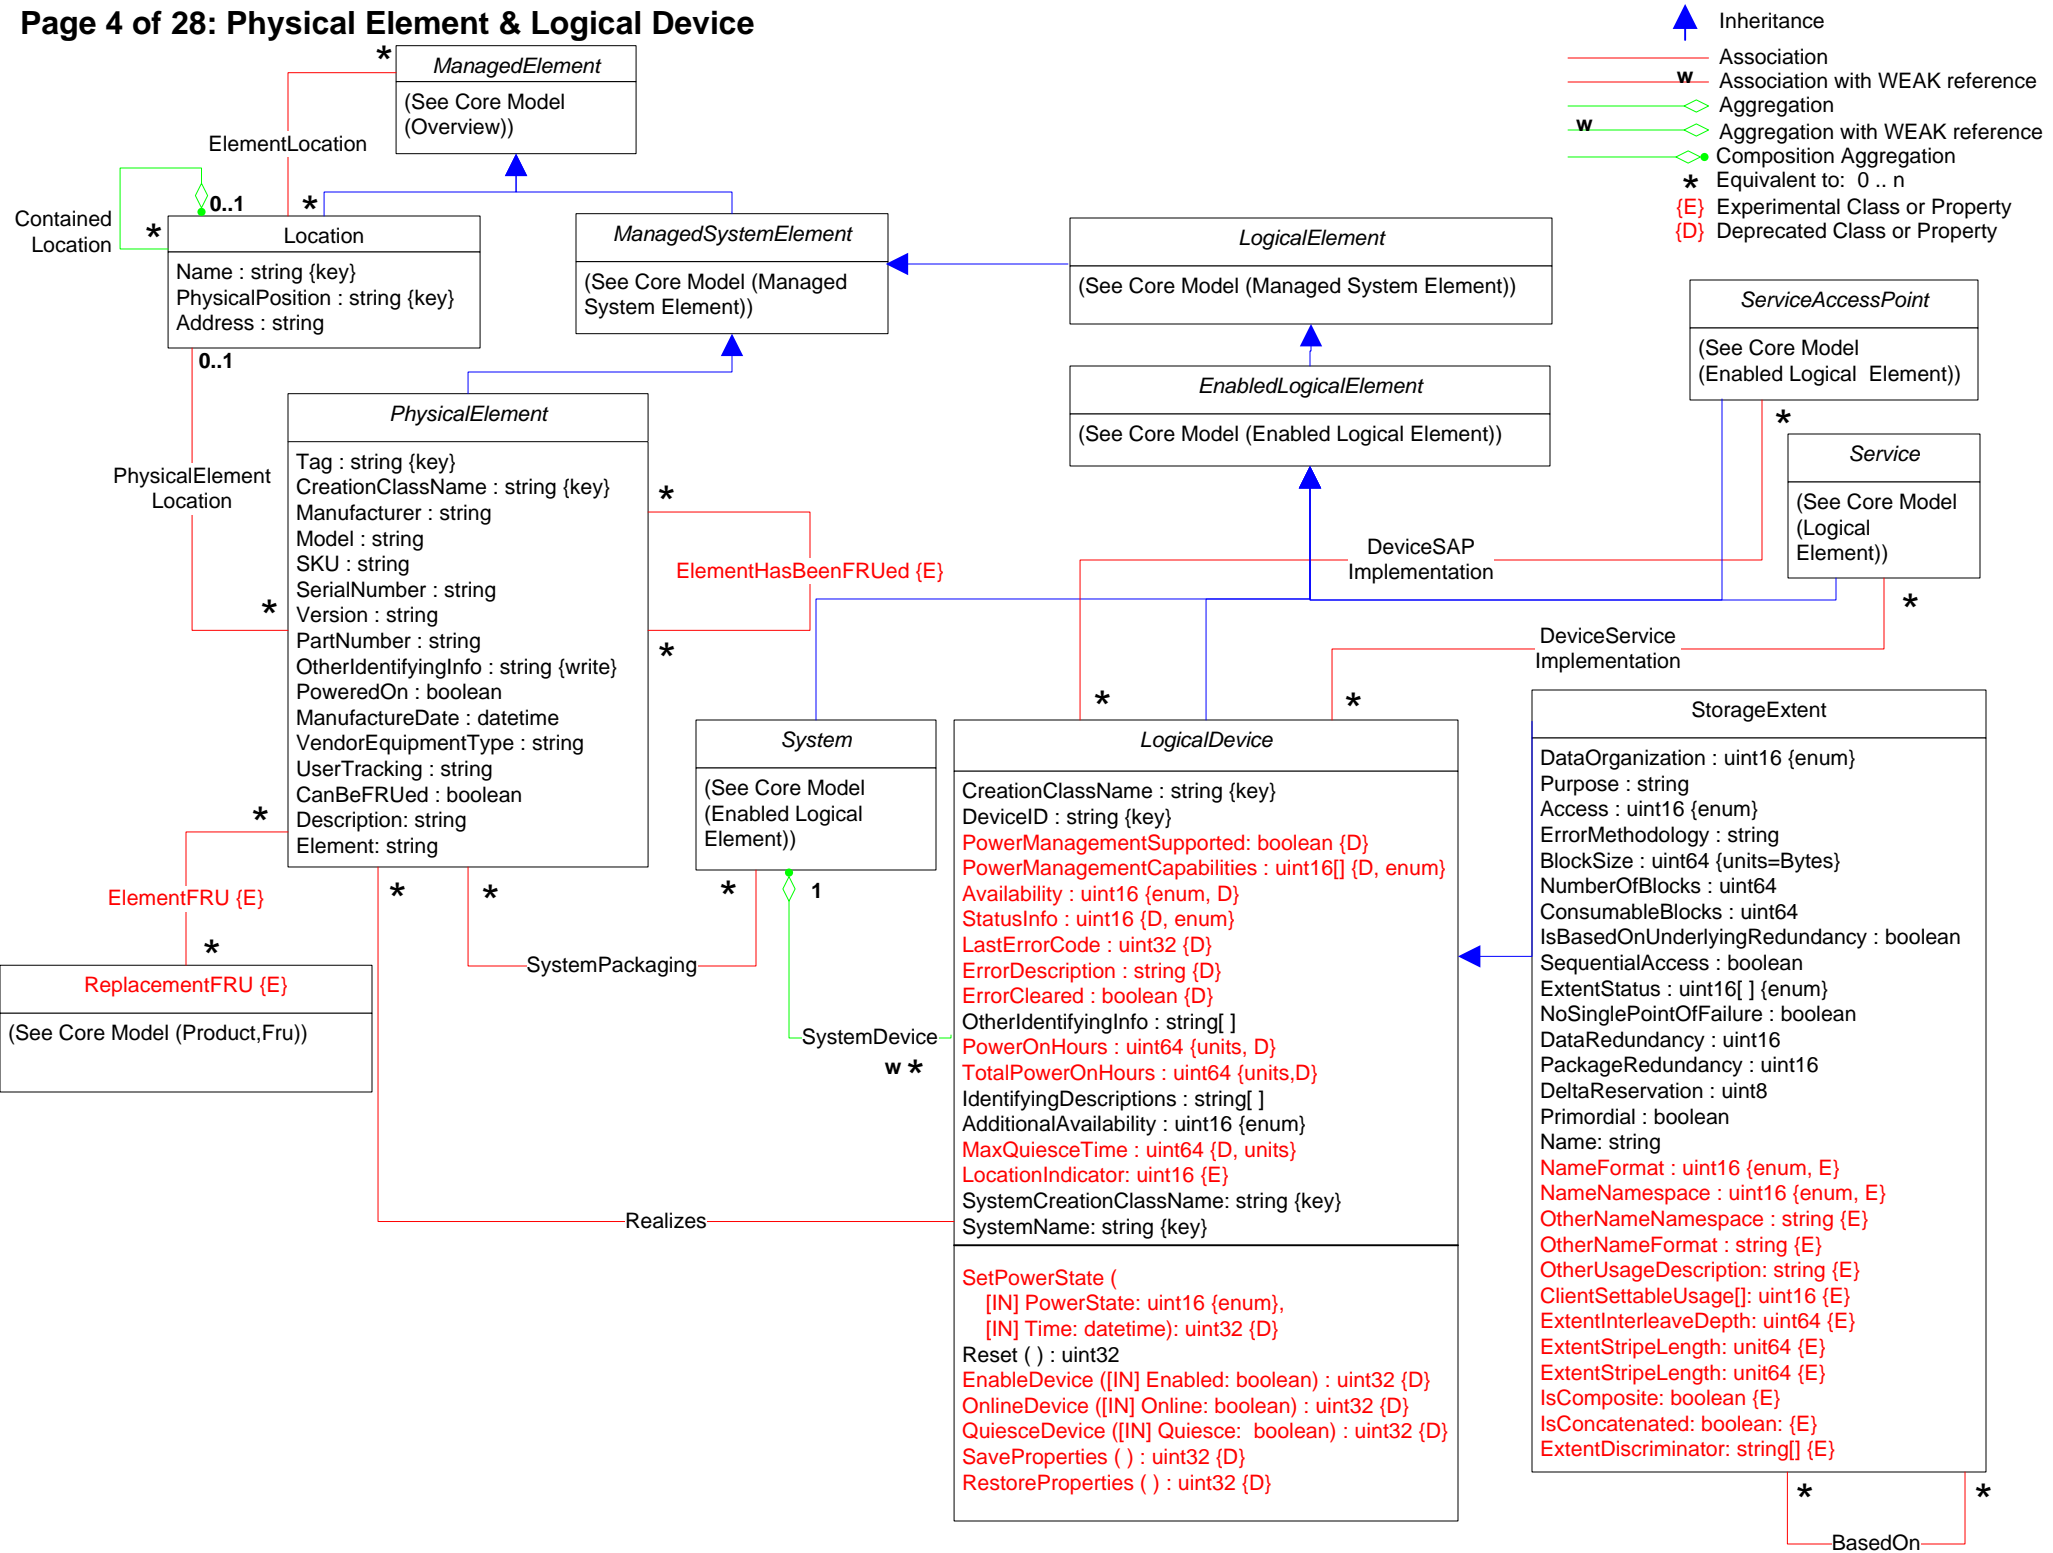 Page 4 of 28: Physical Element & Logical Device
Inheritance
Association
w
Association with WEAK reference
Aggregation
w
Aggregation with WEAK reference
Composition Aggregation
* Equivalent to: 0 .. n
{E} Experimental Class or Property
{D} Deprecated Class or Property
*
ManagedElement
(See Core Model
(Overview))
ElementLocation
*
0..1
*
Contained
Location
Location
Name : string {key}
PhysicalPosition : string {key}
Address : string
0..1
ManagedSystemElement
(See Core Model (Managed
System Element))
LogicalElement
(See Core Model (Managed System Element))
EnabledLogicalElement
(See Core Model (Enabled Logical Element))
ServiceAccessPoint
(See Core Model
(Enabled Logical  Element))
*
Service
(See Core Model
(Logical
Element))
*
PhysicalElement
Location
*
PhysicalElement
Tag : string {key}
CreationClassName : string {key}
Manufacturer : string
Model : string
SKU : string
SerialNumber : string
Version : string
PartNumber : string
OtherIdentifyingInfo : string {write}
PoweredOn : boolean
ManufactureDate : datetime
VendorEquipmentType : string
UserTracking : string
CanBeFRUed : boolean
Description: string
Element: string
*
ElementHasBeenFRUed {E}
*
DeviceSAP
Implementation
*
DeviceService
Implementation
*
*
ElementFRU {E}
*
ReplacementFRU {E}
(See Core Model (Product,Fru))
*
*
SystemPackaging
*
System
(See Core Model
(Enabled Logical
Element))
1
SystemDevice
w *
Realizes
LogicalDevice
CreationClassName : string {key}
DeviceID : string {key}
PowerManagementSupported: boolean {D}
PowerManagementCapabilities : uint16[] {D, enum}
Availability : uint16 {enum, D}
StatusInfo : uint16 {D, enum}
LastErrorCode : uint32 {D}
ErrorDescription : string {D}
ErrorCleared : boolean {D}
OtherIdentifyingInfo : string[ ]
PowerOnHours : uint64 {units, D}
TotalPowerOnHours : uint64 {units,D}
IdentifyingDescriptions : string[ ]
AdditionalAvailability : uint16 {enum}
MaxQuiesceTime : uint64 {D, units}
LocationIndicator: uint16 {E}
SystemCreationClassName: string {key}
SystemName: string {key}
SetPowerState (
[IN] PowerState: uint16 {enum},
[IN] Time: datetime): uint32 {D}
Reset ( ) : uint32
EnableDevice ([IN] Enabled: boolean) : uint32 {D}
OnlineDevice ([IN] Online: boolean) : uint32 {D}
QuiesceDevice ([IN] Quiesce:  boolean) : uint32 {D}
SaveProperties ( ) : uint32 {D}
RestoreProperties ( ) : uint32 {D}
StorageExtent
DataOrganization : uint16 {enum}
Purpose : string
Access : uint16 {enum}
ErrorMethodology : string
BlockSize : uint64 {units=Bytes}
NumberOfBlocks : uint64
ConsumableBlocks : uint64
IsBasedOnUnderlyingRedundancy : boolean
SequentialAccess : boolean
ExtentStatus : uint16[ ] {enum}
NoSinglePointOfFailure : boolean
DataRedundancy : uint16
PackageRedundancy : uint16
DeltaReservation : uint8
Primordial : boolean
Name: string
NameFormat : uint16 {enum, E}
NameNamespace : uint16 {enum, E}
OtherNameNamespace : string {E}
OtherNameFormat : string {E}
OtherUsageDescription: string {E}
ClientSettableUsage[]: uint16 {E}
ExtentInterleaveDepth: uint64 {E}
ExtentStripeLength: unit64 {E}
ExtentStripeLength: unit64 {E}
IsComposite: boolean {E}
IsConcatenated: boolean: {E}
ExtentDiscriminator: string[] {E}
*
*
BasedOn